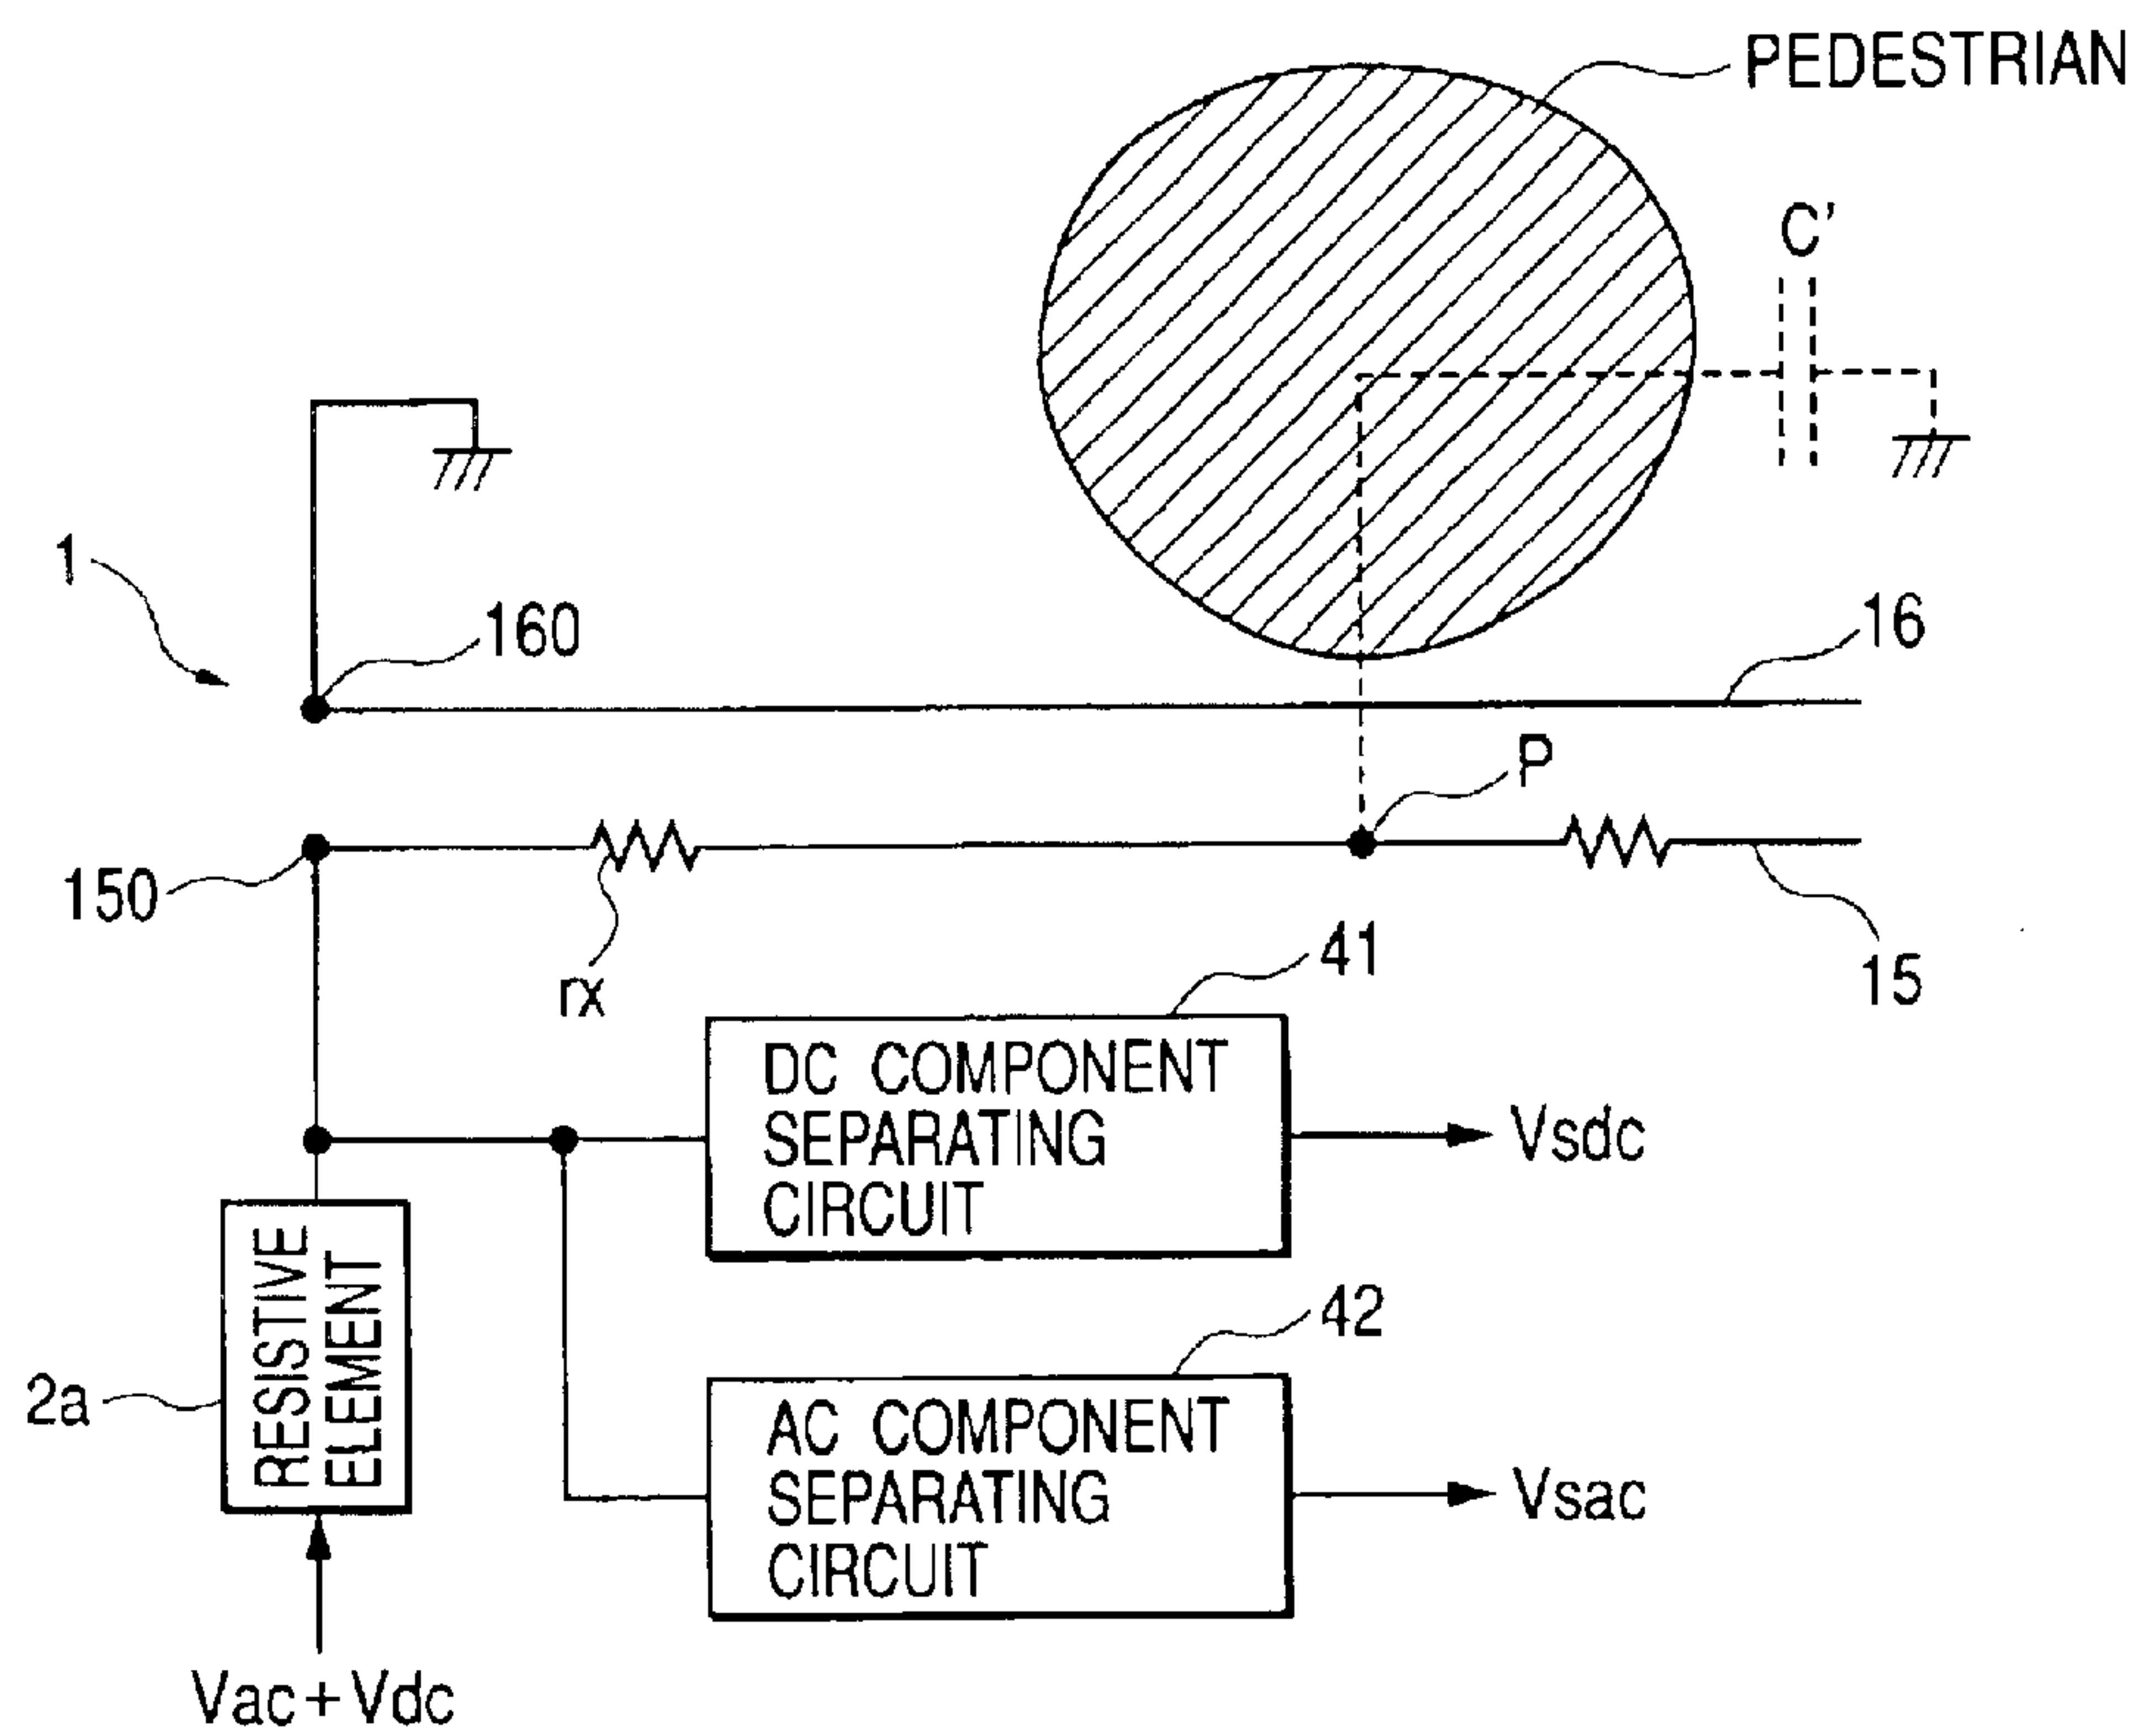 PEDESTRIAN
C'
1
160
16
P
150
rx
41
15
DC COMPONENT
SEPARATING
CIRCUIT
Vsdc
RESISTIVE
ELEMENT
42
2a
AC COMPONENT
SEPARATING
CIRCUIT
Vsac
Vac+Vdc